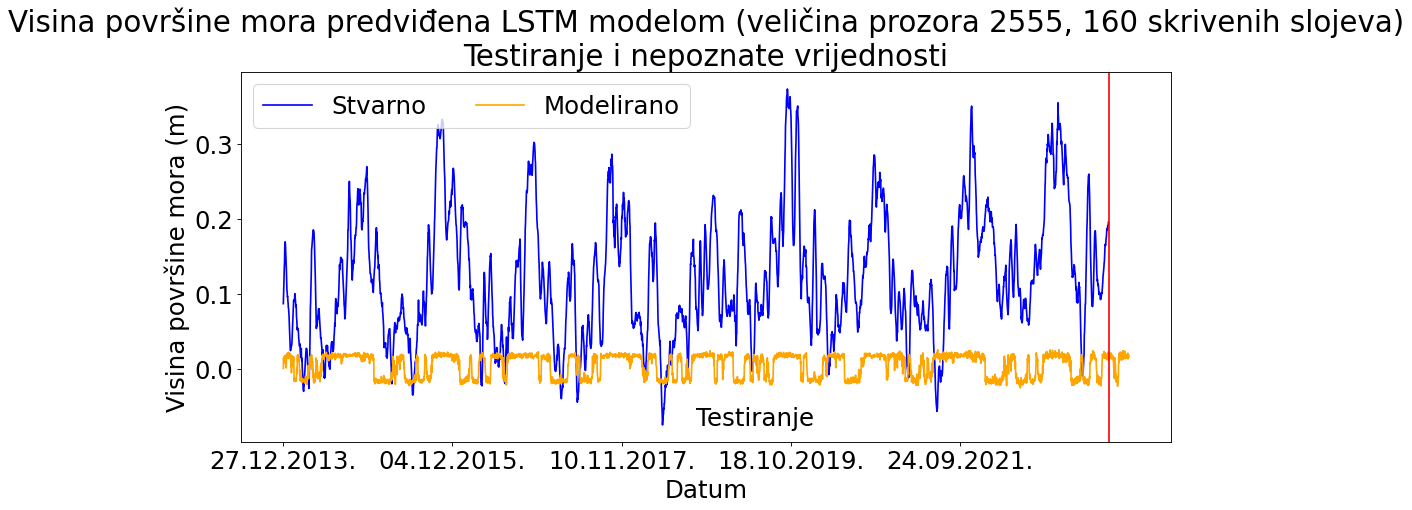 Visina površine mora predviđena LSTM modelom (veličina prozora 2555, 160 skrivenih slojeva)
Testiranje i nepoznate vrijednosti
Stvarno Modelirano
Visina površine mora (m)
0.3
0.2
0.1
0.0
Testiranje
27.12.2013. 04.12.2015. 10.11.2017. 18.10.2019. 24.09.2021.
Datum